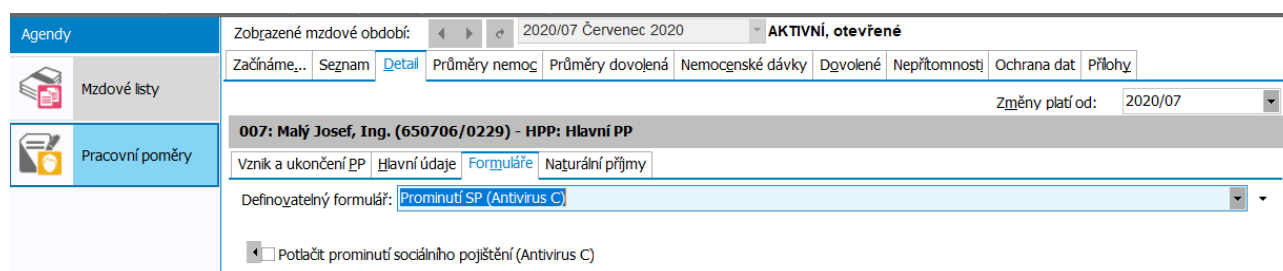 Agendy
Mzdové listy
Pracovní poměry
Zobrazené mzdové období: 2020/07 Červenec 2020 AKTIVNÍ, otevřené
Začínáme... Seznam Detail Průměry nemoc Průměry dovolená Nemocenské dávky Dovolené Nepřítomnosti Ochrana dat Přílohy
Změny platí od: 2020/07
007: Malý Josef, Ing. (650706/0229) - HPP: Hlavní PP
Vznik a ukončení PP Hlavní údaje Formuláře Naturální příjmy
Definovatelný formulář: Prominutí SP (Antivirus C)
Potlačit prominutí sociálního pojištění (Antivirus C)